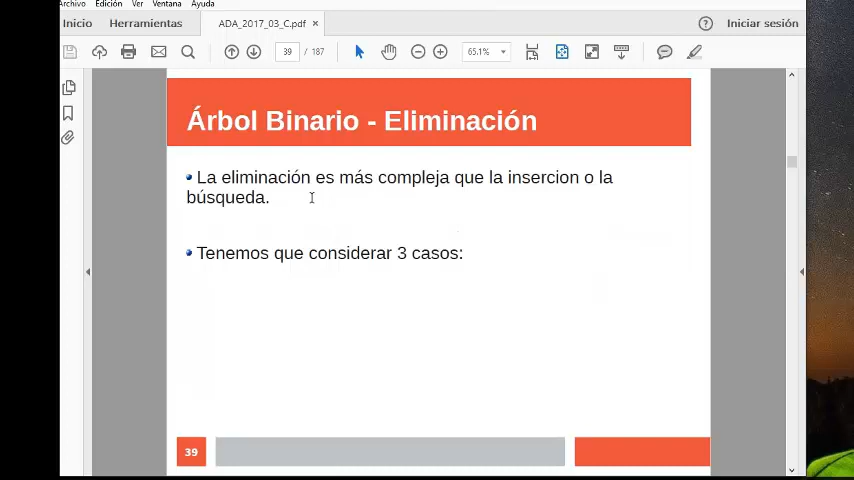 Archivo Edición Ver Ventana Ayuda
Inicio Herramientas ADA_2017_03_C.pdf × ? Iniciar sesión
39 / 187 65.1%
Árbol Binario - Eliminación
La eliminación es más compleja que la insercion o la
búsqueda.
Tenemos que considerar 3 casos:
39